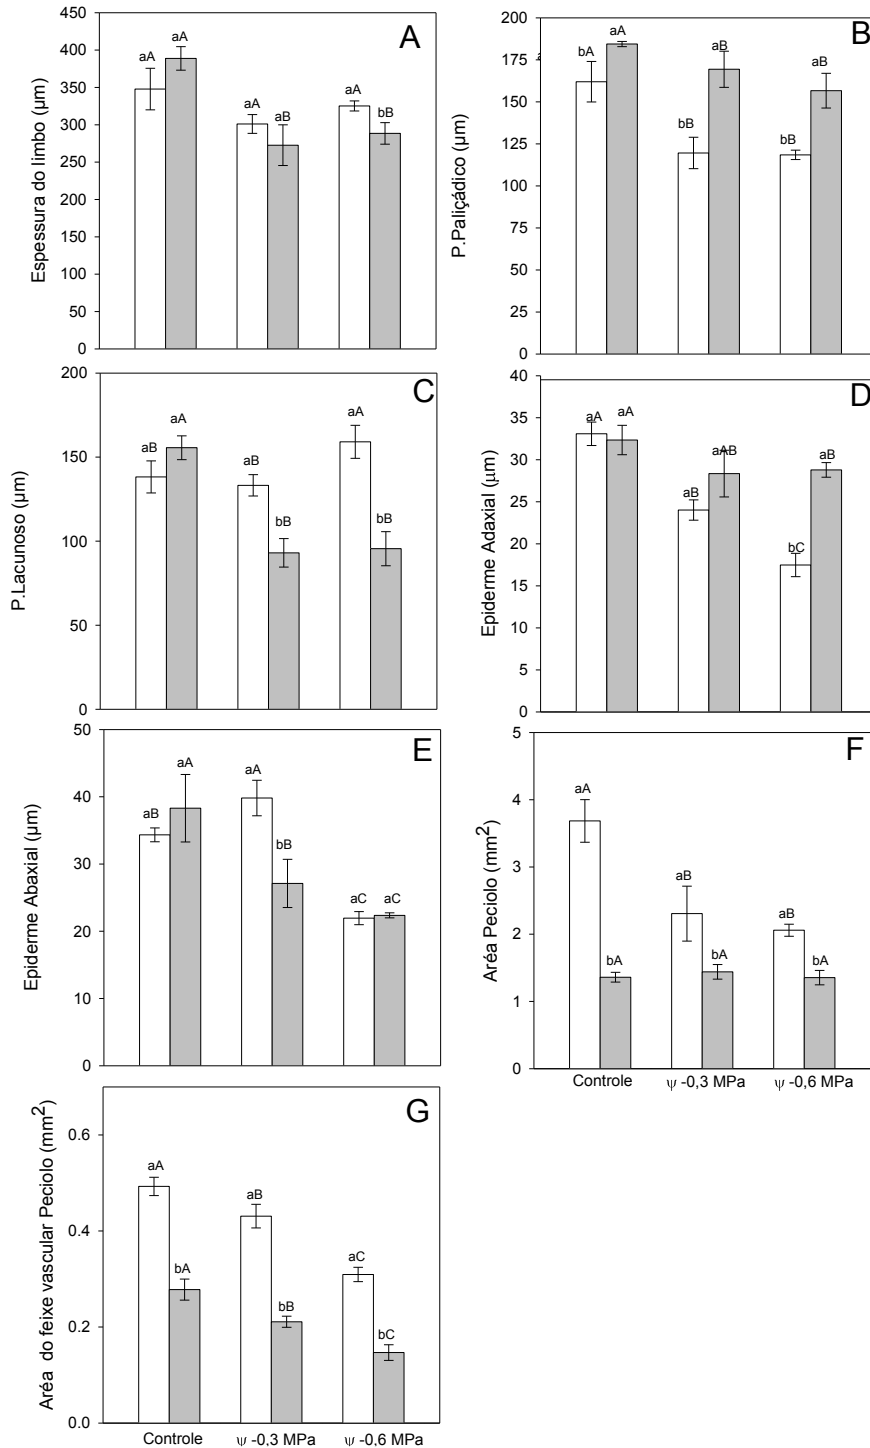 A
Espessura do limbo (µm)
450
400
350
300
250
200
150
100
50
0
aA
aA
aA
aB
aA
bB
B
P.Paliçádico (µm)
200
175
150
125
100
75
50
25
0
bA
aA
bB
aB
bB
aB
C
P.Lacunoso (µm)
200
150
100
50
0
aB
aA
aB
bB
aA
bB
D
Epiderme Adaxial (µm)
40
35
30
25
20
15
10
5
0
aA
aA
aB
aAB
bC
aB
E
Epiderme Abaxial (µm)
50
40
30
20
10
0
aB
aA
aA
bB
aC
aC
F
Aréa Peciolo (mm²)
5
4
3
2
1
0
aA
bA
aB
bA
aB
bA
Controle
ψ -0,3 MPa
ψ -0,6 MPa
G
Aréa do feixe vascular Peciolo (mm²)
0.6
0.4
0.2
0.0
aA
bA
aB
bB
aC
bC
Controle
ψ -0,3 MPa
ψ -0,6 MPa